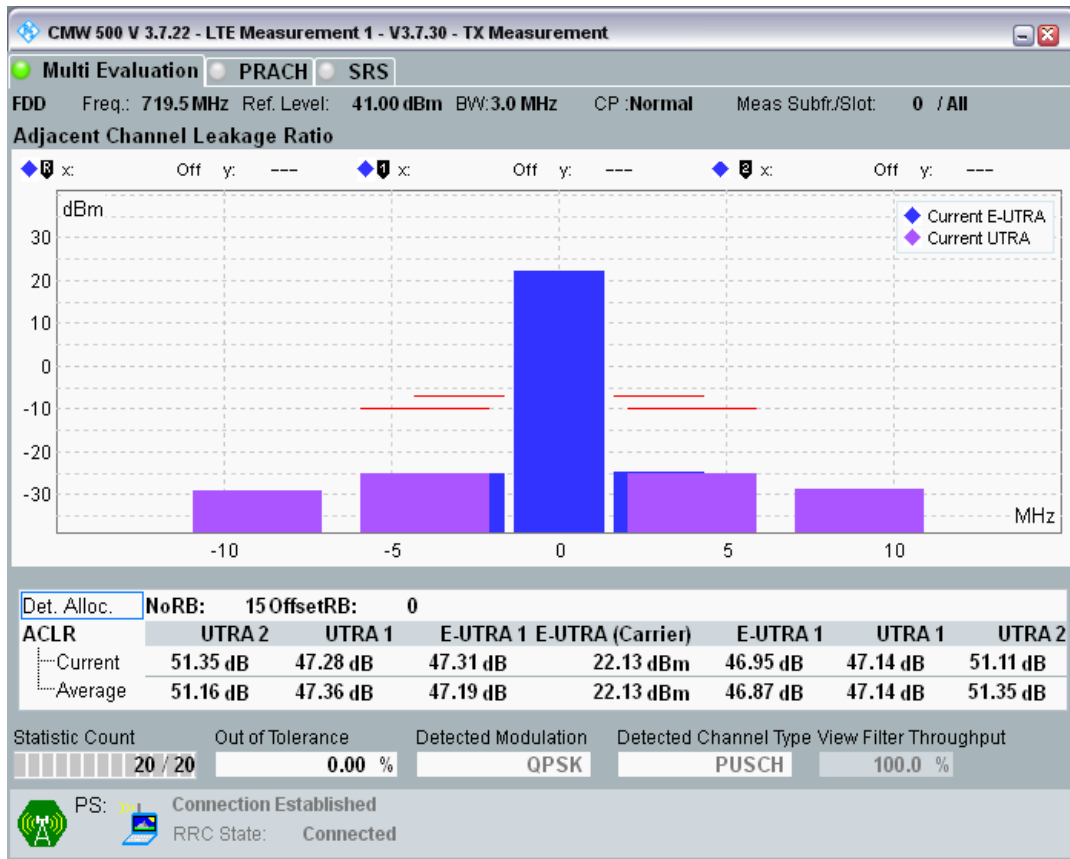 CMW 500 V 3.7.22 - LTE Measurement 1 - V3.7.30 - TX Measurement
Multi Evaluation PRACH SRS
FDD Freq.: 719.5 MHz Ref. Level: 41.00 dBm BW: 3.0 MHz CP :Normal Meas Subfr./Slot: 0 / All
Adjacent Channel Leakage Ratio
R x: Off y: --- 1 x: Off y: --- 2 x: Off y: ---
dBm
Current E-UTRA
Current UTRA
30
20
10
0
-10
-20
-30
MHz
-10 -5 0 5 10
Det. Alloc. NoRB: 15 OffsetRB: 0
ACLR UTRA 2 UTRA 1 E-UTRA 1 E-UTRA (Carrier) E-UTRA 1 UTRA 1 UTRA 2
Current 51.35 dB 47.28 dB 47.31 dB 22.13 dBm 46.95 dB 47.14 dB 51.11 dB
Average 51.16 dB 47.36 dB 47.19 dB 22.13 dBm 46.87 dB 47.14 dB 51.35 dB
Statistic Count Out of Tolerance Detected Modulation Detected Channel Type View Filter Throughput
20 / 20 0.00 % QPSK PUSCH 100.0 %
PS: Connection Established
RRC State: Connected